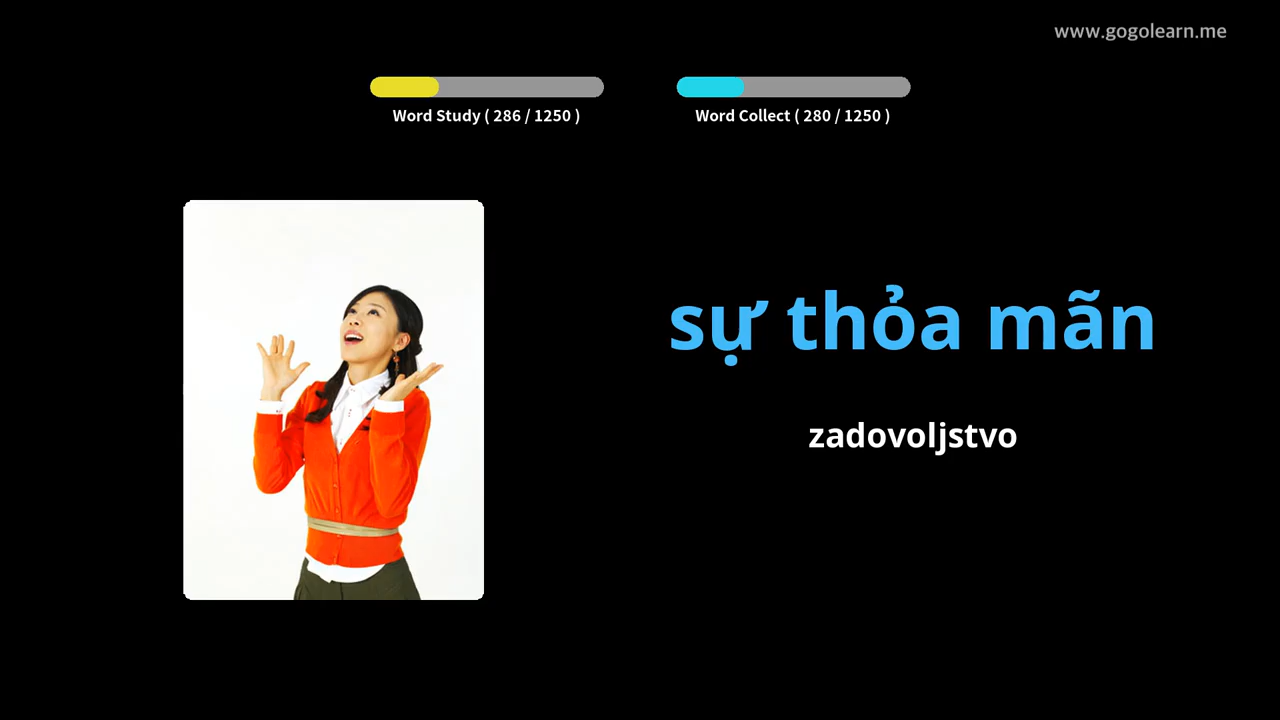 www.gogolearn.me
Word Study ( 286 / 1250 )
Word Collect ( 280 / 1250 )
sự thỏa mãn
zadovoljstvo